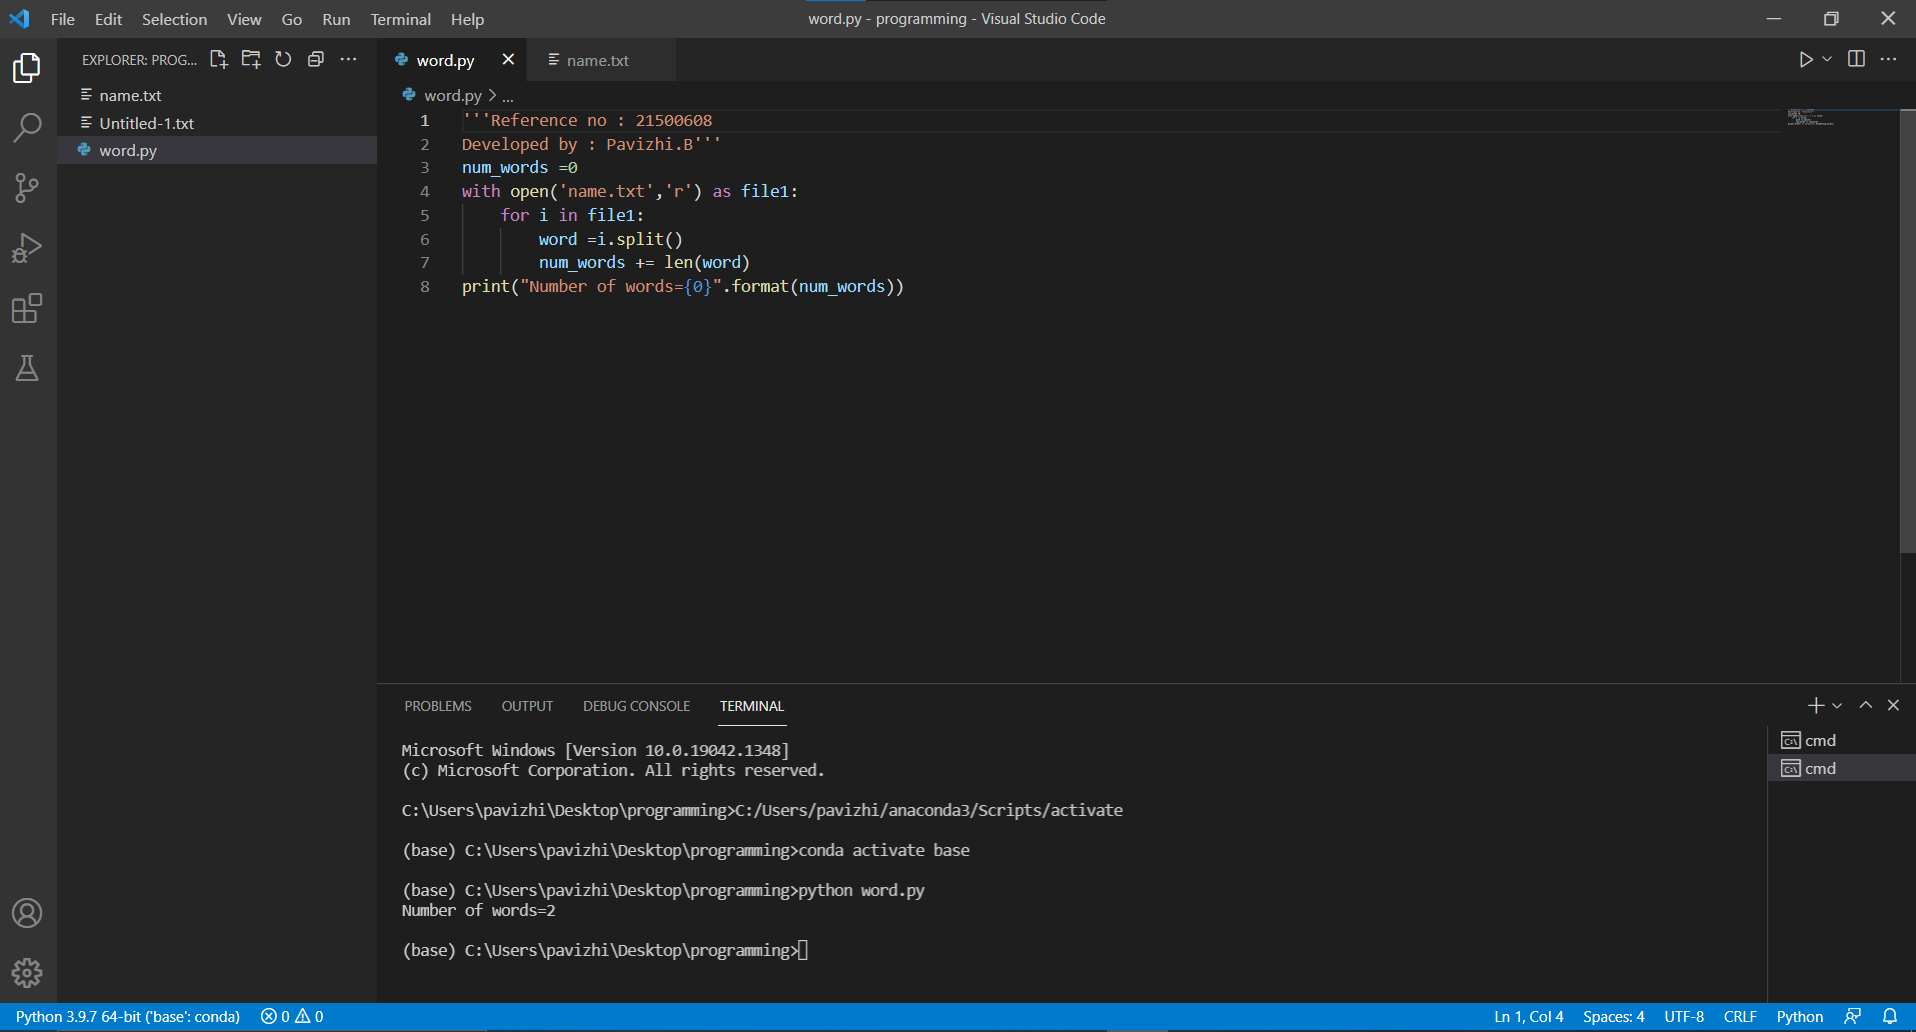 File Edit Selection View Go Run Terminal Help
word.py - programming - Visual Studio Code
EXPLORER: PROG...
name.txt
Untitled-1.txt
word.py
word.py
name.txt
word.py > ...
1 '''Reference no : 21500608
2 Developed by : Pavizhi.B'''
3 num_words =0
4 with open('name.txt','r') as file1:
5     for i in file1:
6         word =i.split()
7         num_words += len(word)
8 print("Number of words={0}".format(num_words))
PROBLEMS OUTPUT DEBUG CONSOLE TERMINAL
Microsoft Windows [Version 10.0.19042.1348]
(c) Microsoft Corporation. All rights reserved.
C:\Users\pavizhi\Desktop\programming>C:/Users/pavizhi/anaconda3/Scripts/activate
(base) C:\Users\pavizhi\Desktop\programming>conda activate base
(base) C:\Users\pavizhi\Desktop\programming>python word.py
Number of words=2
(base) C:\Users\pavizhi\Desktop\programming>
cmd
cmd
Python 3.9.7 64-bit ('base': conda) 0 0 Ln 1, Col 4 Spaces: 4 UTF-8 CRLF Python